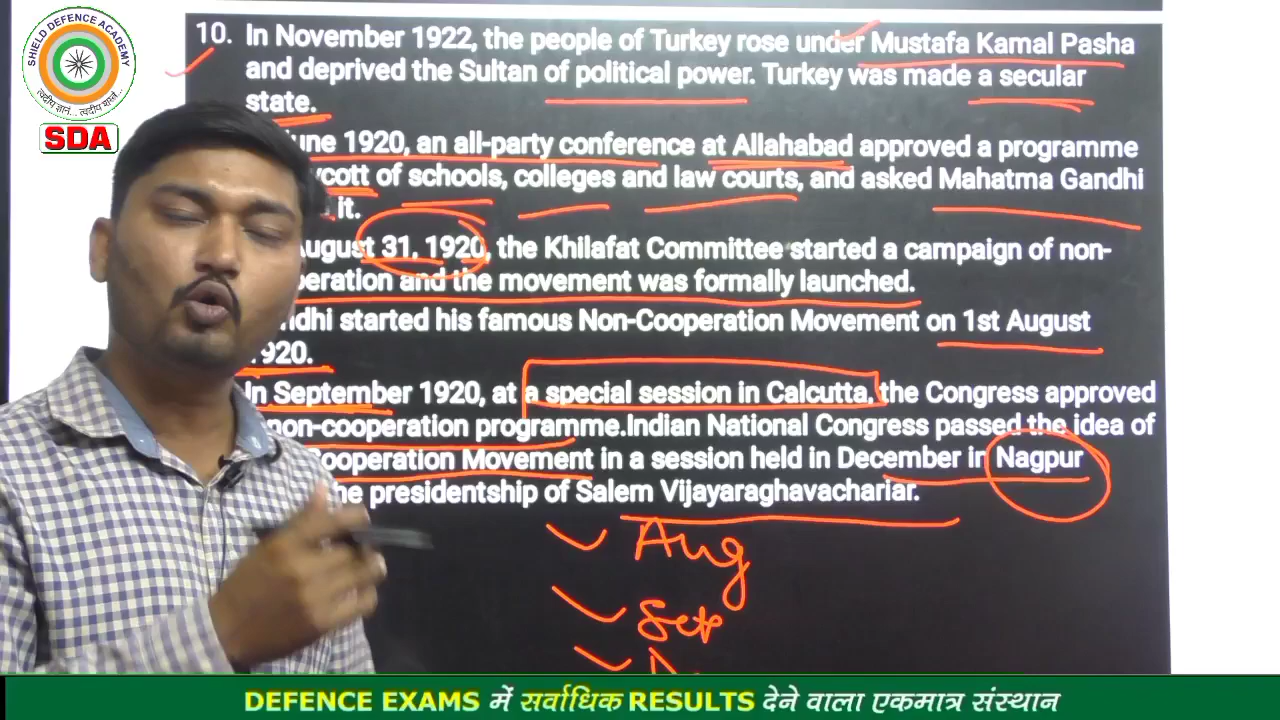 SHIELD DEFENCE ACADEMY
त्वदीय ज्ञानं... त्वदीय शास्त्रं...
SDA
10. In November 1922, the people of Turkey rose under Mustafa Kamal Pasha
and deprived the Sultan of political power. Turkey was made a secular
state.
une 1920, an all-party conference at Allahabad approved a programme
ycott of schools, colleges and law courts, and asked Mahatma Gandhi
it.
August 31, 1920, the Khilafat Committee started a campaign of non-
peration and the movement was formally launched.
ndhi started his famous Non-Cooperation Movement on 1st August
1920.
In September 1920, at a special session in Calcutta, the Congress approved
non-cooperation programme.Indian National Congress passed the idea of
Cooperation Movement in a session held in December in Nagpur
he presidentship of Salem Vijayaraghavachariar.
Aug
Sep
DEFENCE EXAMS में सर्वाधिक RESULTS देने वाला एकमात्र संस्थान